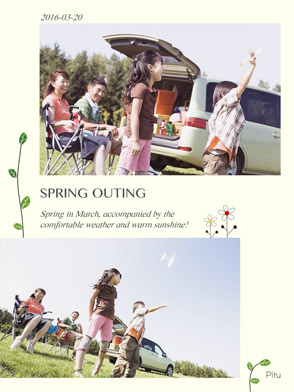 2016-03-20
SPRING OUTING
Spring in March, accompanied by the
comfortable weather and warm sunshine!
Pitu